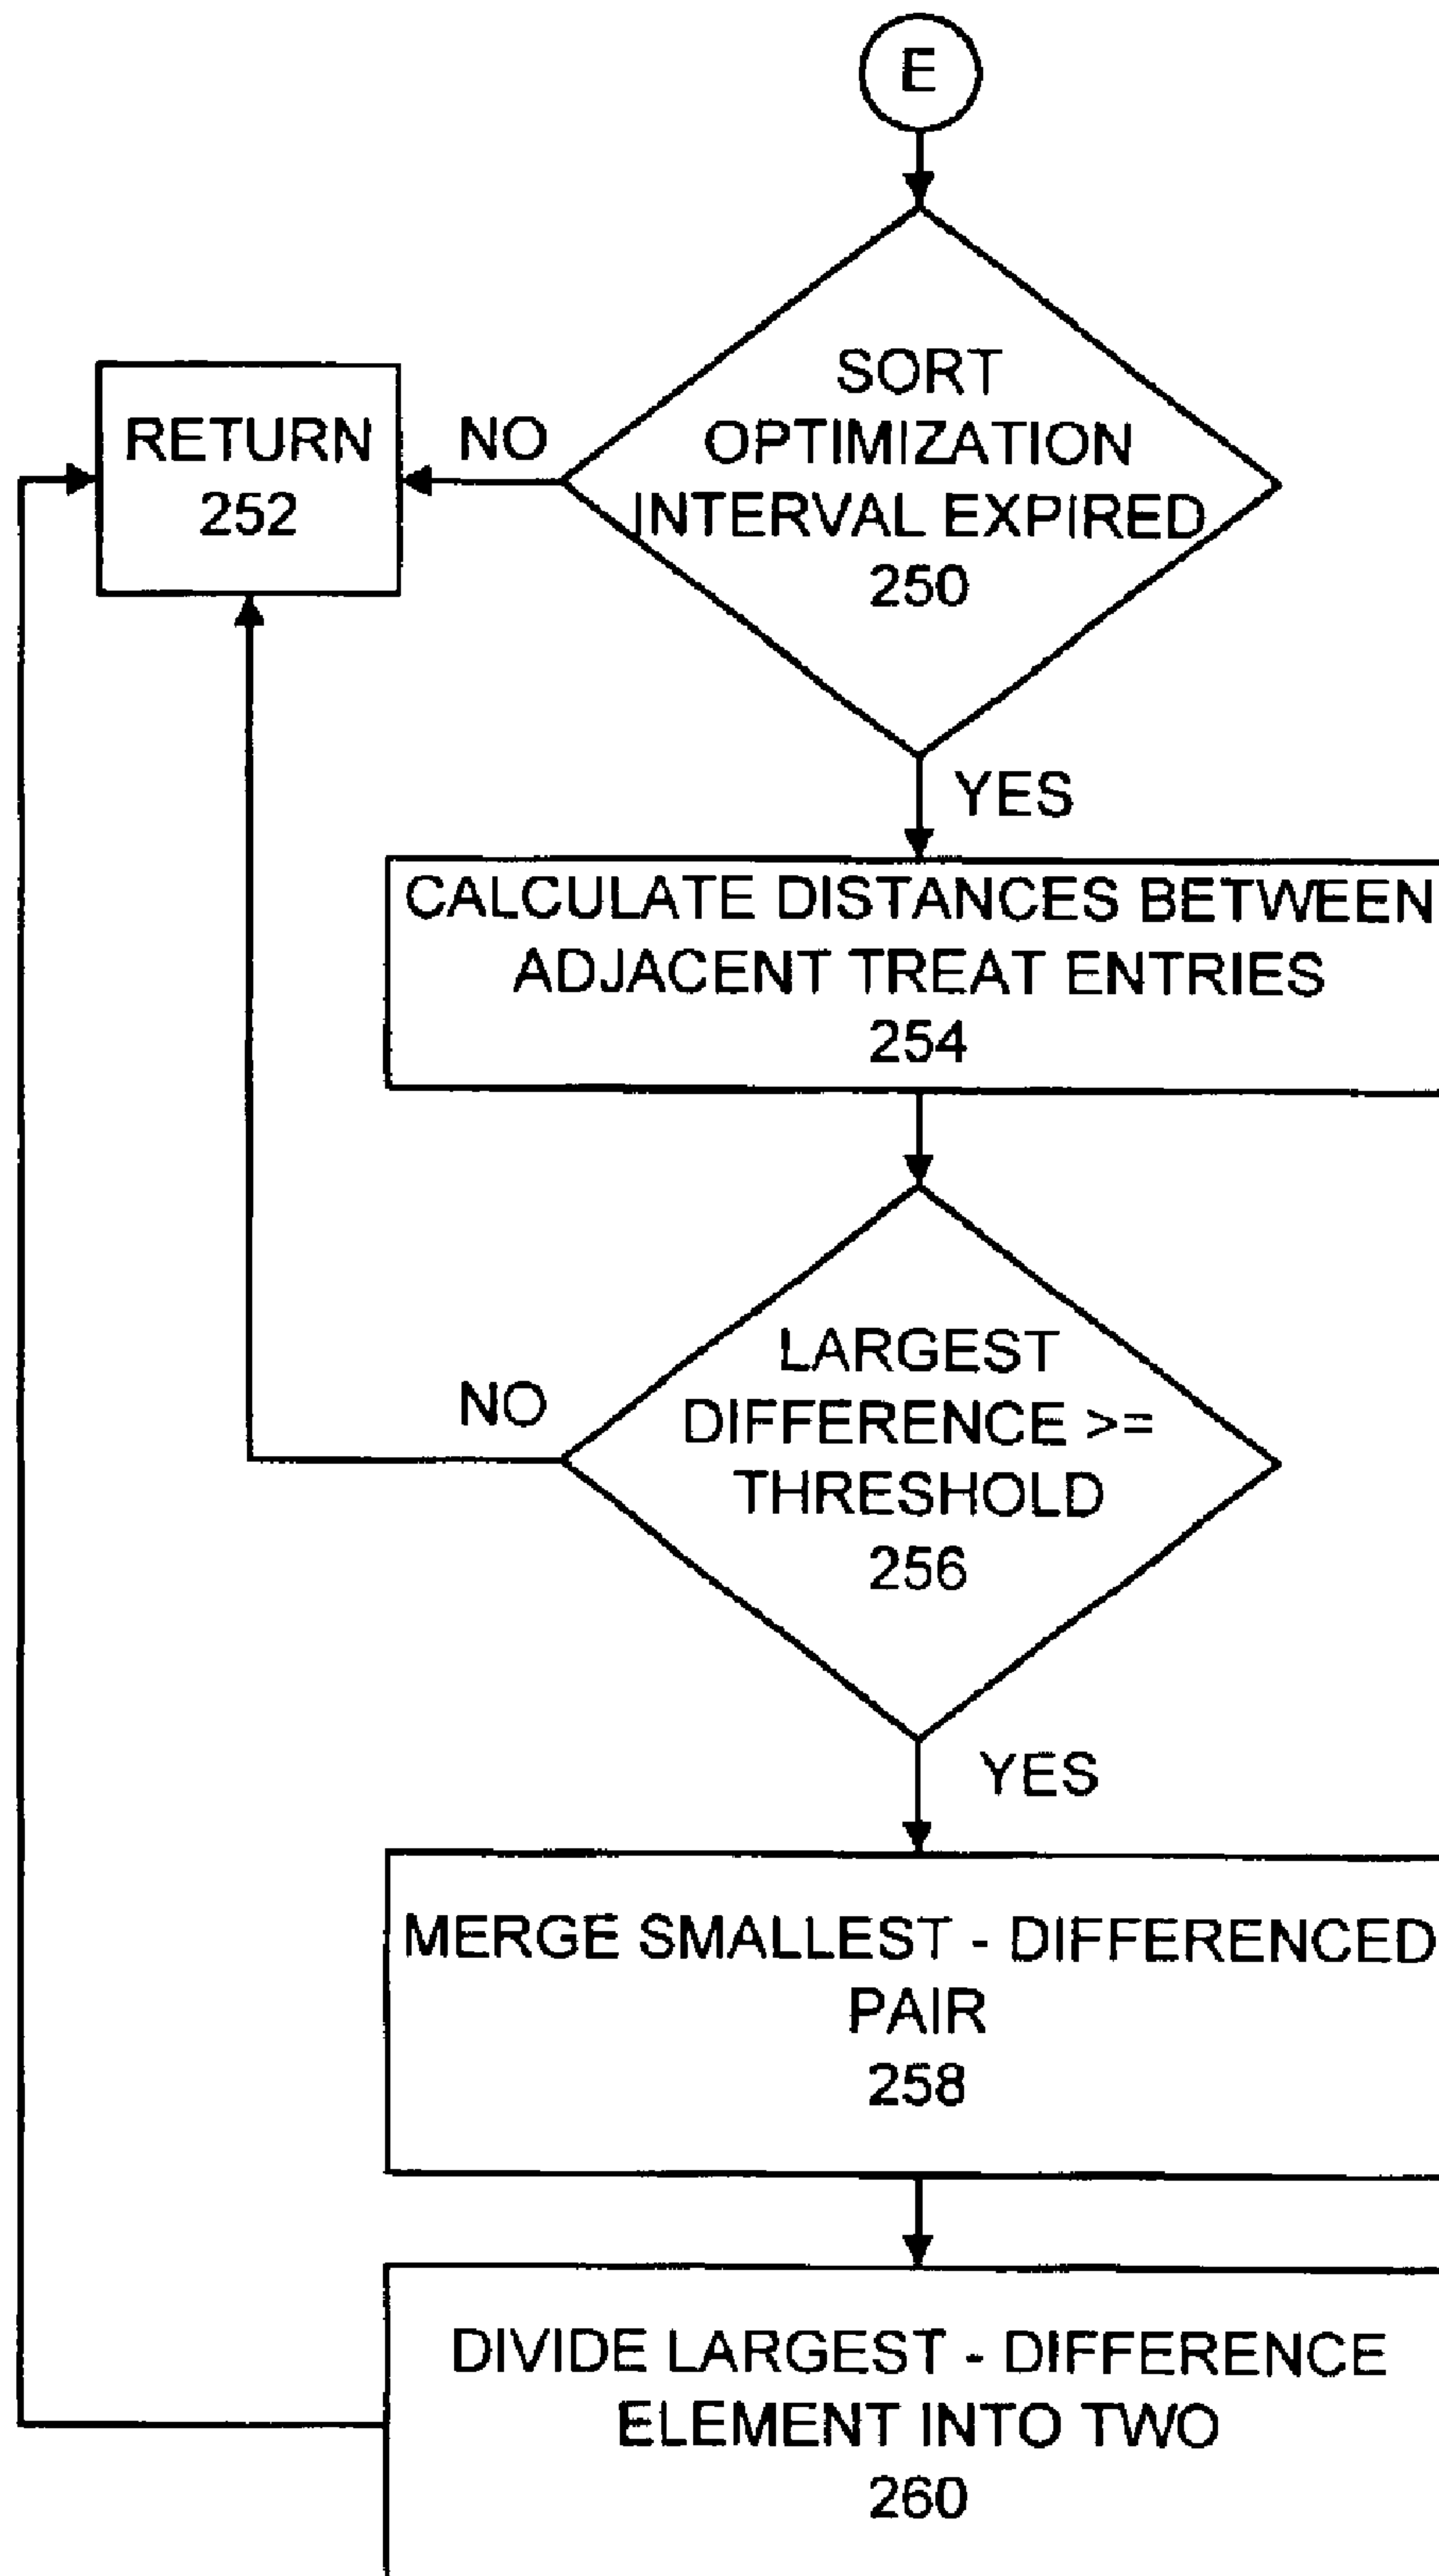 E
SORT
OPTIMIZATION
INTERVAL EXPIRED
250
RETURN
252
NO
YES
CALCULATE DISTANCES BETWEEN
ADJACENT TREAT ENTRIES
254
LARGEST
DIFFERENCE >=
THRESHOLD
256
NO
YES
MERGE SMALLEST - DIFFERENCED
PAIR
258
DIVIDE LARGEST - DIFFERENCE
ELEMENT INTO TWO
260